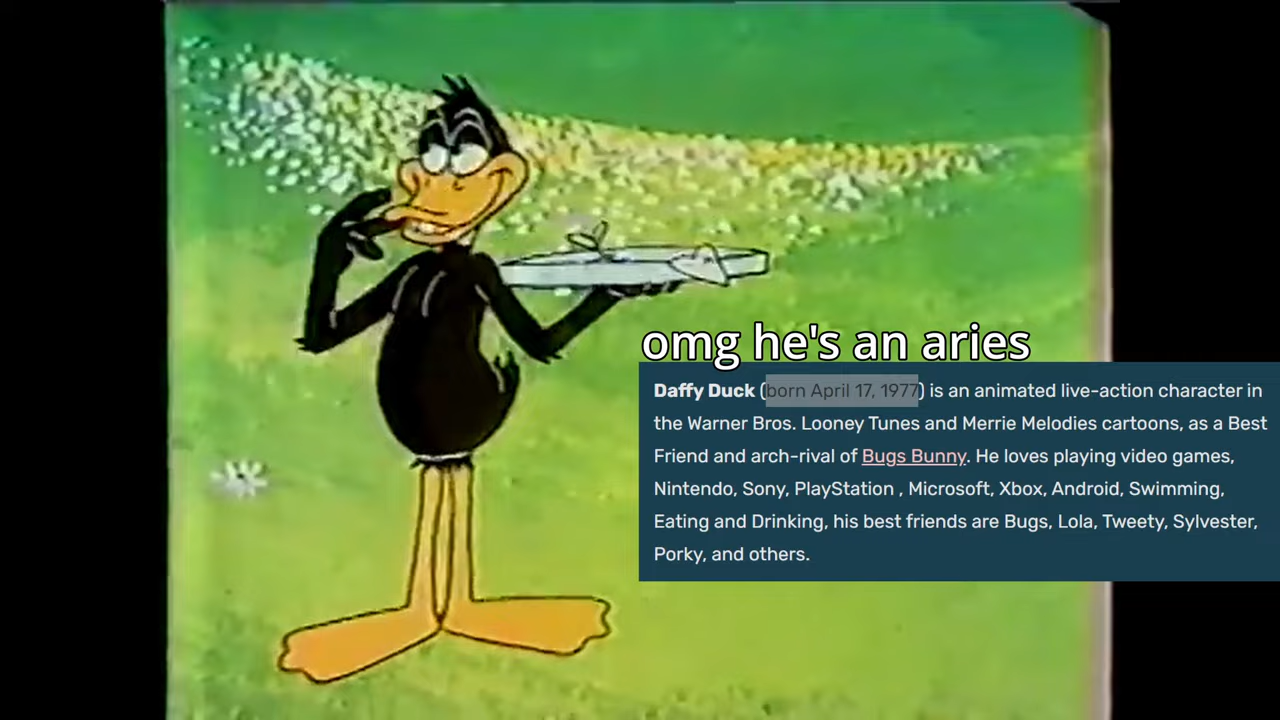 omg he's an aries
Daffy Duck (born April 17, 1977) is an animated live-action character in
the Warner Bros. Looney Tunes and Merrie Melodies cartoons, as a Best
Friend and arch-rival of Bugs Bunny. He loves playing video games,
Nintendo, Sony, PlayStation , Microsoft, Xbox, Android, Swimming,
Eating and Drinking, his best friends are Bugs, Lola, Tweety, Sylvester,
Porky, and others.